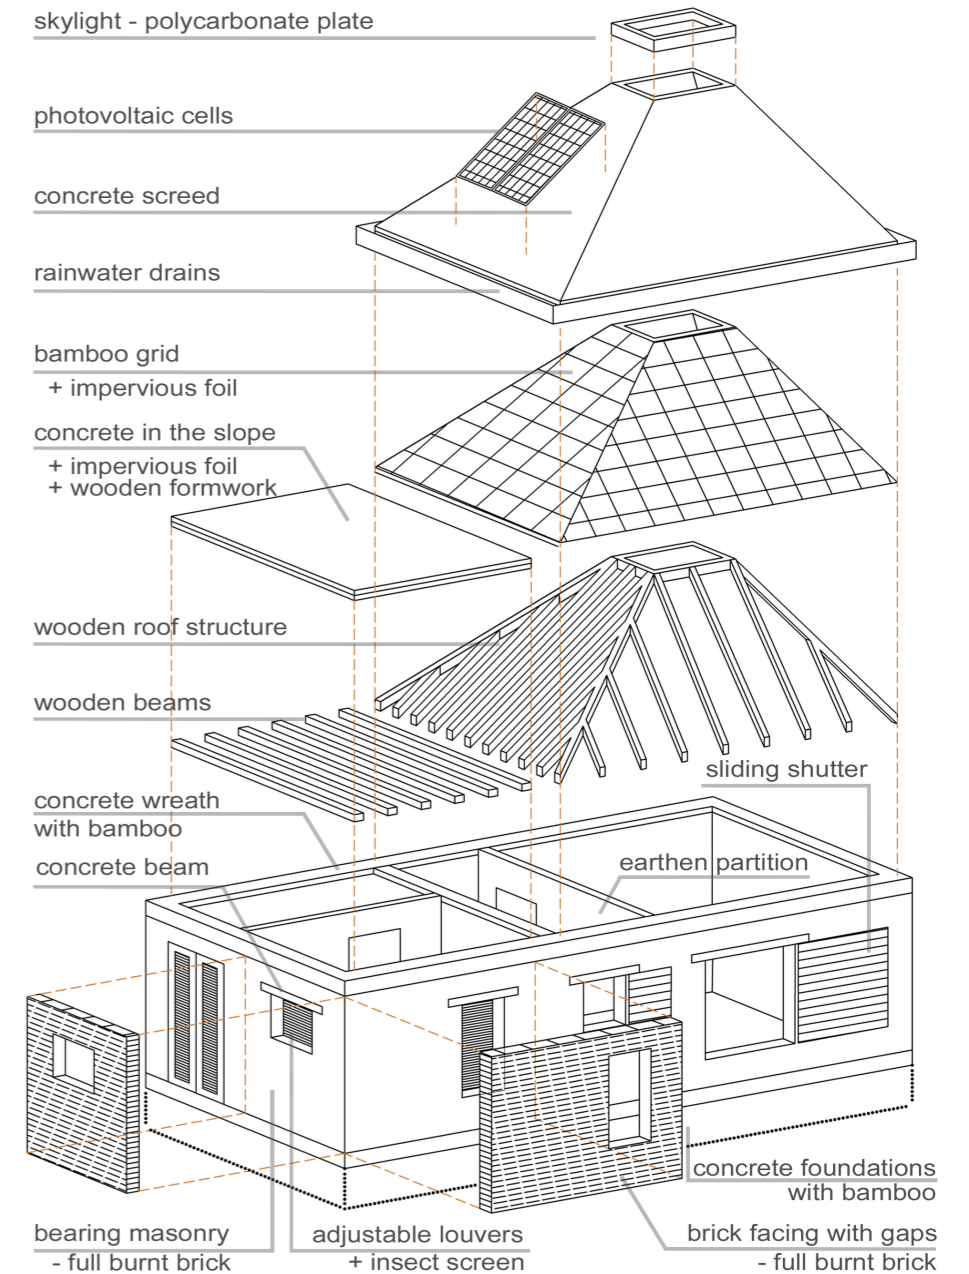 skylight - polycarbonate plate
photovoltaic cells
concrete screed
rainwater drains
bamboo grid
+ impervious foil
concrete in the slope
+ impervious foil
+ wooden formwork
wooden roof structure
wooden beams
sliding shutter
concrete wreath
with bamboo
earthen partition
concrete beam
concrete foundations
with bamboo
bearing masonry
- full burnt brick
adjustable louvers
+ insect screen
brick facing with gaps
- full burnt brick